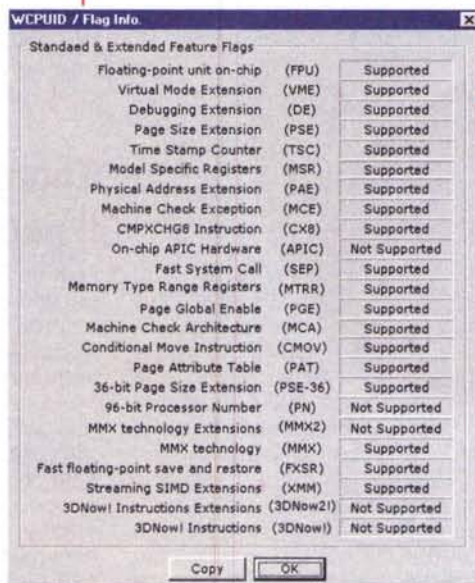 WCPUID / Flag Info.
Standaed & Extended Feature Flags
Floating-point unit on-chip (FPU) Supported
Virtual Mode Extension (VME) Supported
Debugging Extension (DE) Supported
Page Size Extension (PSE) Supported
Time Stamp Counter (TSC) Supported
Model Specific Registers (MSR) Supported
Physical Address Extension (PAE) Supported
Machine Check Exception (MCE) Supported
CMPXCHG8 Instruction (CX8) Supported
On-chip APIC Hardware (APIC) Not Supported
Fast System Call (SEP) Supported
Memory Type Range Registers (MTRR) Supported
Page Global Enable (PGE) Supported
Machine Check Architecture (MCA) Supported
Conditional Move Instruction (CMOV) Supported
Page Attribute Table (PAT) Supported
36-bit Page Size Extension (PSE-36) Supported
96-bit Processor Number (PN) Not Supported
MMX technology Extensions (MMX2) Not Supported
MMX technology (MMX) Supported
Fast floating-point save and restore (FXSR) Supported
Streaming SIMD Extensions (XMM) Supported
3DNow! Instructions Extensions (3DNow2!) Not Supported
3DNow! Instructions (3DNow!) Not Supported
Copy OK